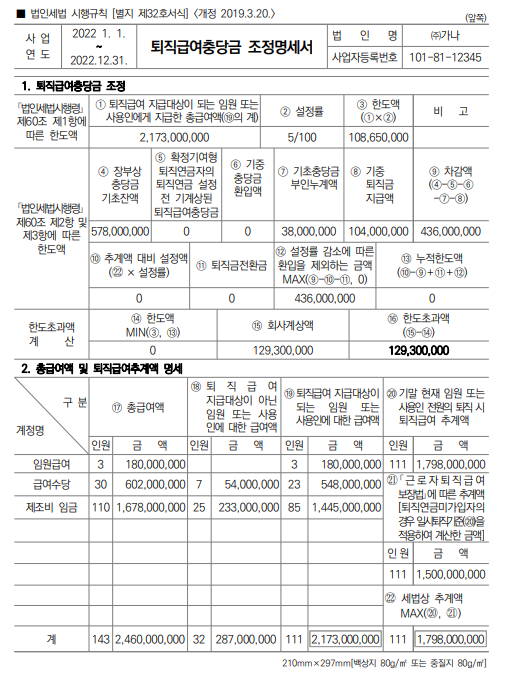 ■ 법인세법 시행규칙 [별지 제32호서식] <개정 2019.3.20.>
(앞쪽)
사 업
연 도
2022 1. 1.
~
2022.12.31.
퇴직급여충당금 조정명세서
법 인 명
㈜가나
사업자등록번호
101-81-12345
1. 퇴직급여충당금 조정
「법인세법시행령」
제60조 제1항에
따른 한도액
① 퇴직급여 지급대상이 되는 임원 또는
사용인에게 지급한 총급여액(⑲의 계)
② 설정률
③ 한도액
(①×②)
비 고
2,173,000,000
5/100
108,650,000
「법인세법시행령」
제60조 제2항 및
제3항에 따른
한도액
④ 장부상
충당금
기초잔액
⑤ 확정기여형
퇴직연금자의
퇴직연금 설정
전 기계상된
퇴직급여충당금
⑥ 기중
충당금
환입액
⑦ 기초충당금
부인누계액
⑧ 기중
퇴직금
지급액
⑨ 차감액
(④-⑤-⑥
-⑦-⑧)
578,000,000
0
0
38,000,000
104,000,000
436,000,000
⑩ 추계액 대비 설정액
(㉒ × 설정률)
⑪ 퇴직금전환금
⑫ 설정률 감소에 따른
환입을 제외하는 금액
MAX(⑨-⑩-⑪, 0)
⑬ 누적한도액
(⑩-⑨+⑪+⑫)
0
0
436,000,000
0
한도초과액
계 산
⑭ 한도액
MIN(③, ⑬)
⑮ 회사계상액
⑯ 한도초과액
(⑮-⑭)
0
129,300,000
129,300,000
2. 총급여액 및 퇴직급여추계액 명세
구 분
계정명
⑰ 총급여액
⑱ 퇴 직 급 여
지급대상이 아닌
임원 또는 사용
인에 대한 급여액
⑲ 퇴직급여 지급대상이
되는 임원 또는
사용인에 대한 급여액
⑳ 기말 현재 임원 또는
사용인 전원의 퇴직 시
퇴직급여 추계액
인원 금 액 인원 금 액 인원 금 액 인원 금 액
임원급여 3 180,000,000 3 180,000,000 111 1,798,000,000
급여수당 30 602,000,000 7 54,000,000 23 548,000,000
제조비 임금 110 1,678,000,000 25 233,000,000 85 1,445,000,000
㉑ 「근로자퇴직급여
보장법」에 따른 추계액
[퇴직연금미가입자의
경우 일시퇴직기준(⑳)을
적용하여 계산한 금액]
인원 금 액
111 1,500,000,000
㉒ 세법상 추계액
MAX(⑳, ㉑)
계 143 2,460,000,000 32 287,000,000 111 2,173,000,000 111 1,798,000,000
210mm×297mm[백상지 80g/㎡ 또는 중질지 80g/㎡]